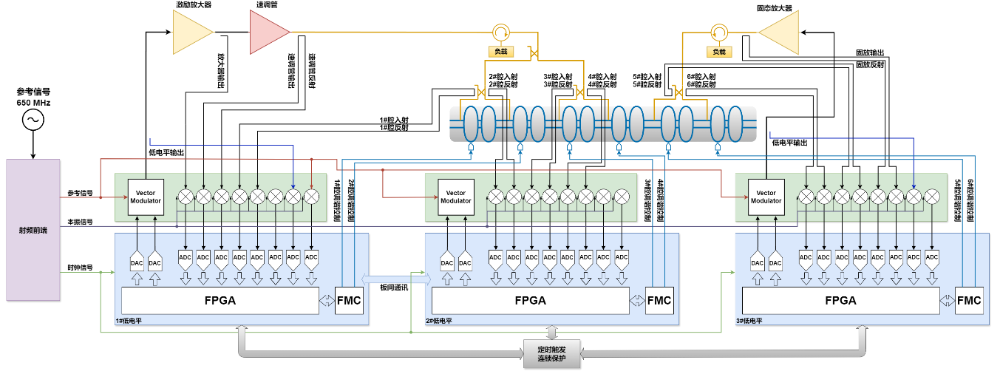 激励放大器
速调管
固态放大器
负载
负载
放大器输出
速调管输出
速调管反射
固放输出
固放反射
2#腔入射
2#腔反射
3#腔入射
3#腔反射
4#腔入射
4#腔反射
5#腔入射
5#腔反射
6#腔入射
6#腔反射
参考信号
650 MHz
1#腔入射
1#腔反射
低电平输出
低电平输出
1#腔调谐控制
2#腔调谐控制
3#腔调谐控制
4#腔调谐控制
5#腔调谐控制
6#腔调谐控制
参考信号
Vector
Modulator
Vector
Modulator
Vector
Modulator
本振信号
射频前端
时钟信号
DAC
DAC
ADC
ADC
ADC
ADC
ADC
ADC
ADC
ADC
DAC
DAC
ADC
ADC
ADC
ADC
ADC
ADC
ADC
ADC
DAC
DAC
ADC
ADC
ADC
ADC
ADC
ADC
ADC
ADC
板间通讯
FPGA
FMC
FPGA
FMC
FPGA
FMC
1#低电平
2#低电平
3#低电平
定时触发
连锁保护